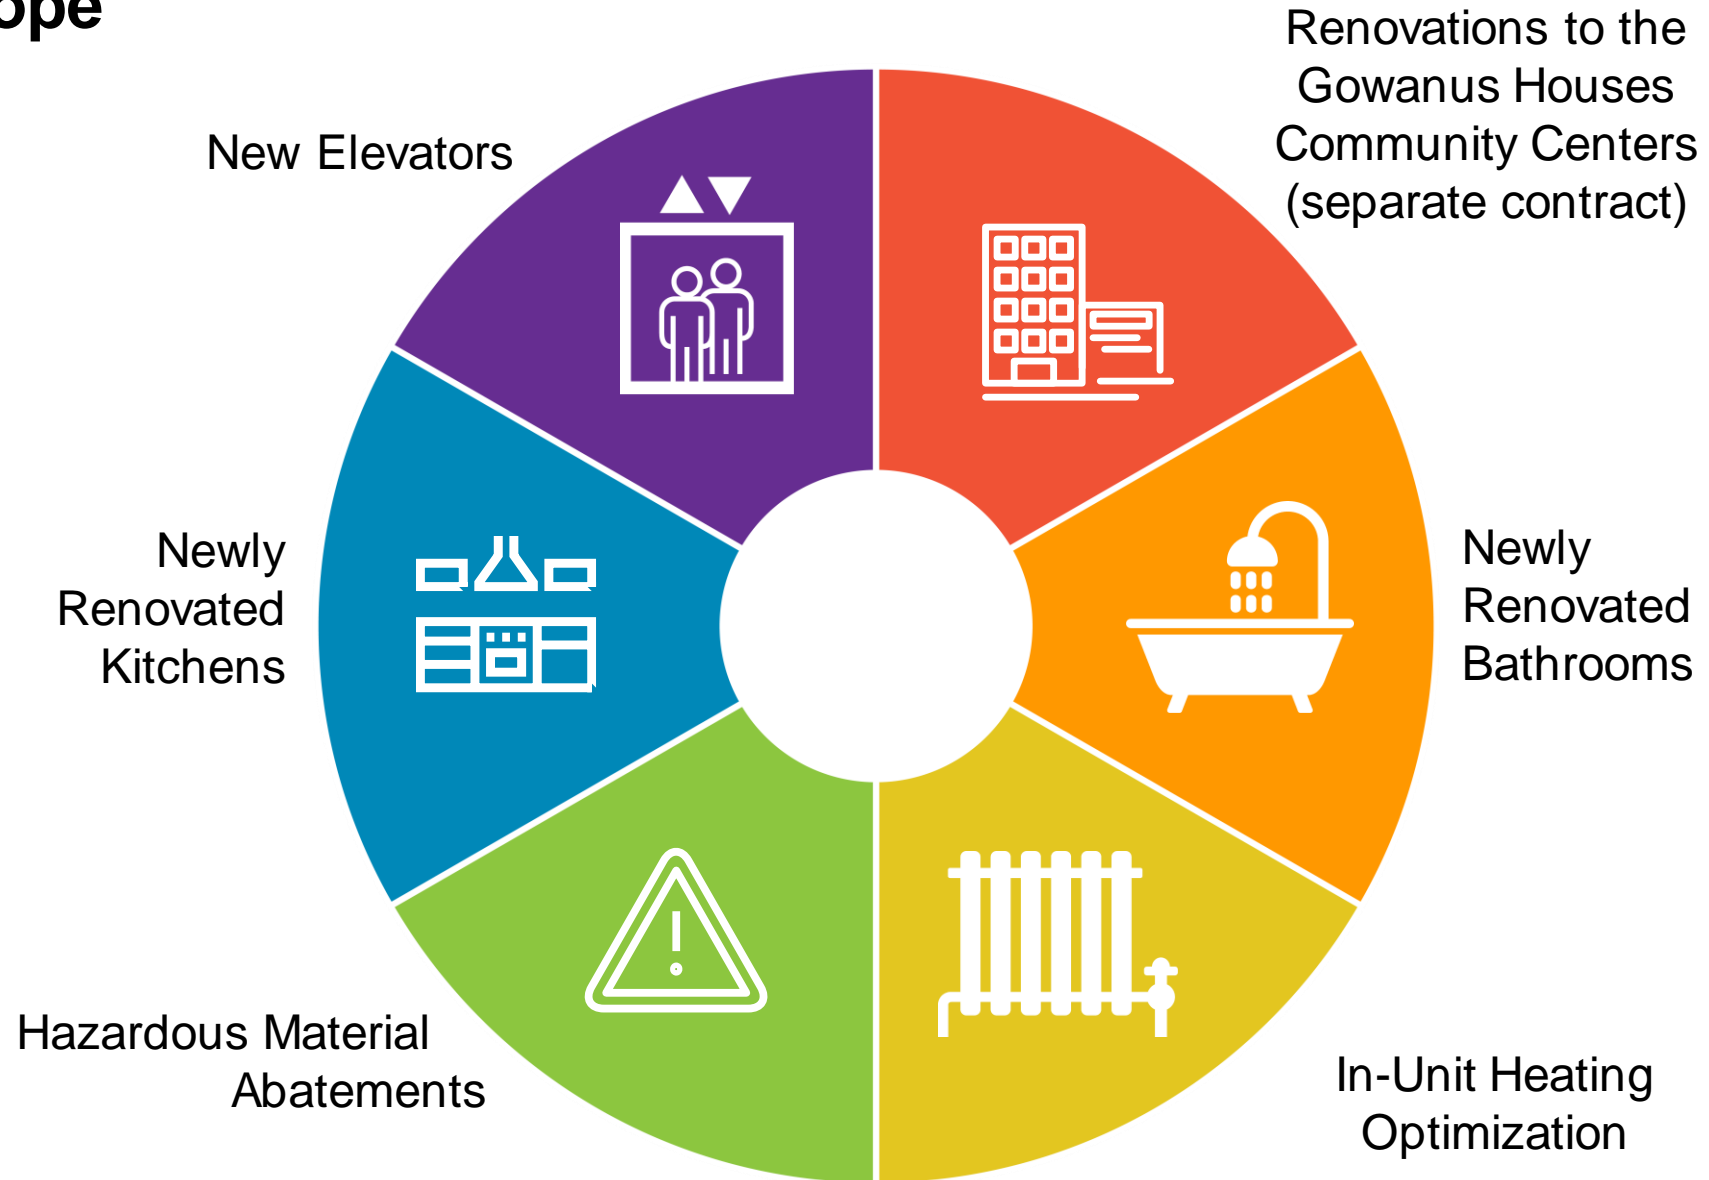 ope
Renovations to the
Gowanus Houses
Community Centers
(separate contract)
New Elevators
Newly
Renovated
Kitchens
Newly
Renovated
Bathrooms
Hazardous Material
Abatements
In-Unit Heating
Optimization